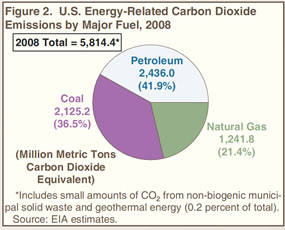 Figure 2. U.S. Energy-Related Carbon Dioxide
Emissions by Major Fuel, 2008
2008 Total = 5,814.4*
Petroleum
2,436.0
(41.9%)
Coal
2,125.2
(36.5%)
Natural Gas
1,241.8
(21.4%)
(Million Metric Tons
Carbon Dioxide
Equivalent)
*Includes small amounts of CO₂ from non-biogenic munici-
pal solid waste and geothermal energy (0.2 percent of total).
Source: EIA estimates.